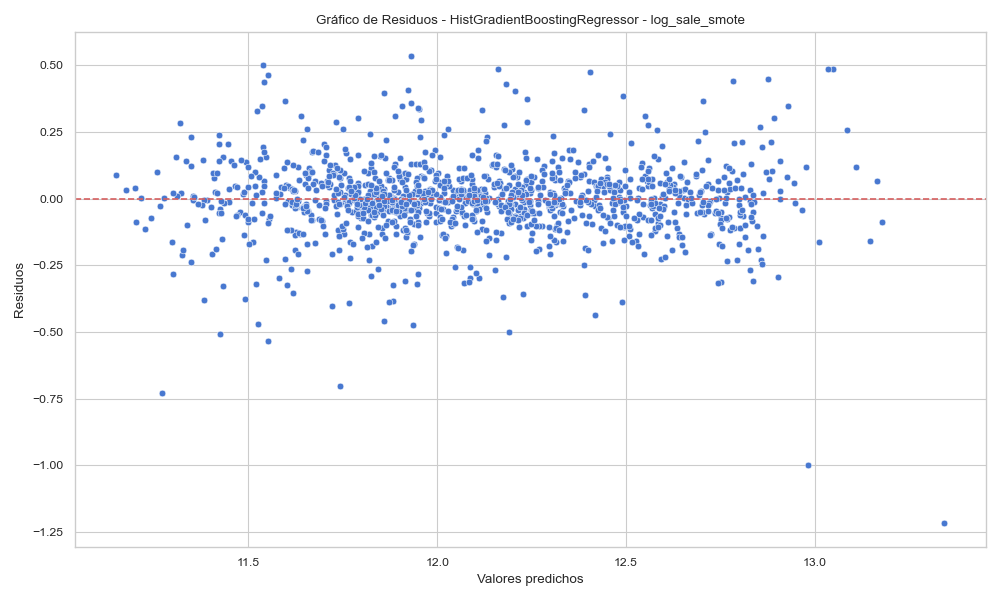 Gráfico de Residuos - HistGradientBoostingRegressor - log_sale_smote
0.50
0.25
0.00
−0.25
−0.50
−0.75
−1.00
−1.25
Residuos
11.5 12.0 12.5 13.0
Valores predichos